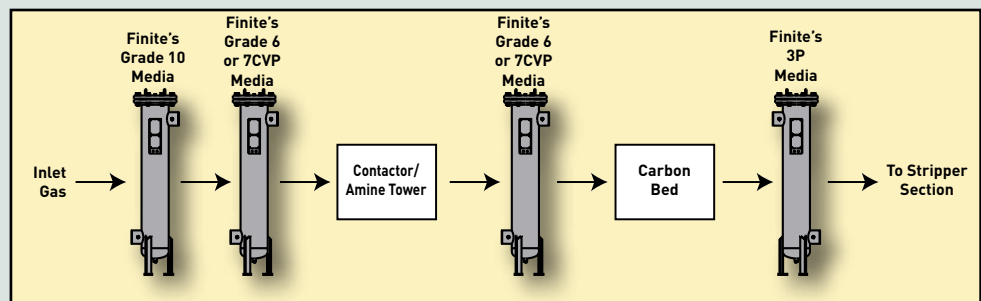 Finite's
Grade 10
Media
Finite's
Grade 6
or 7CVP
Media
Finite's
Grade 6
or 7CVP
Media
Finite's
3P
Media
Inlet
Gas
Contactor/
Amine Tower
Carbon
Bed
To Stripper
Section